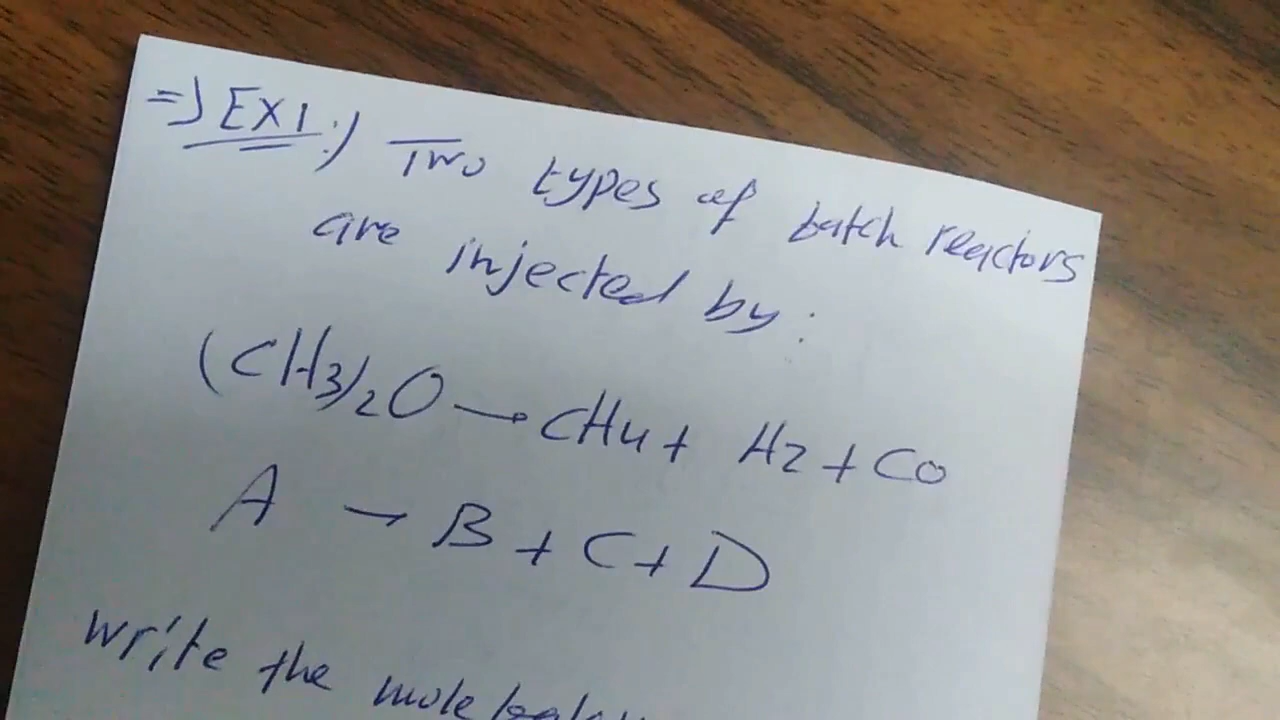 =) EX1:) Two types of batch reactors
are injected by:
(CH3)2O → CH4 + H2 + Co
A → B + C + D
write the mole